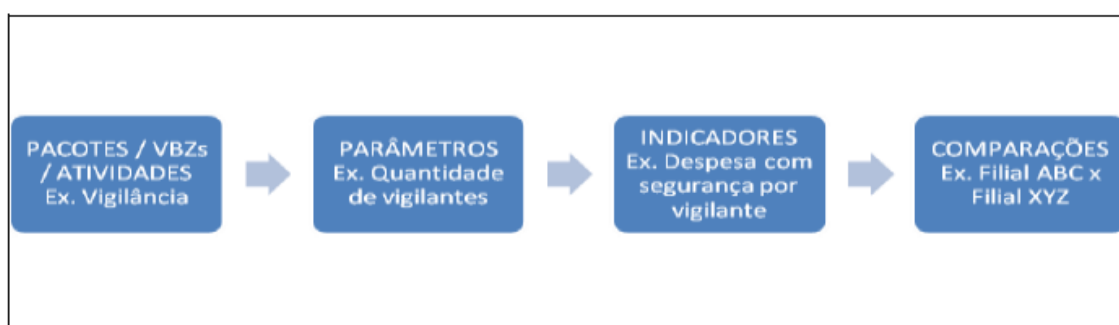 PACOTES / VBZs
/ ATIVIDADES
Ex. Vigilância
PARÂMETROS
Ex. Quantidade
de vigilantes
INDICADORES
Ex. Despesa com
segurança por
vigilante
COMPARAÇÕES
Ex. Filial ABC x
Filial XYZ